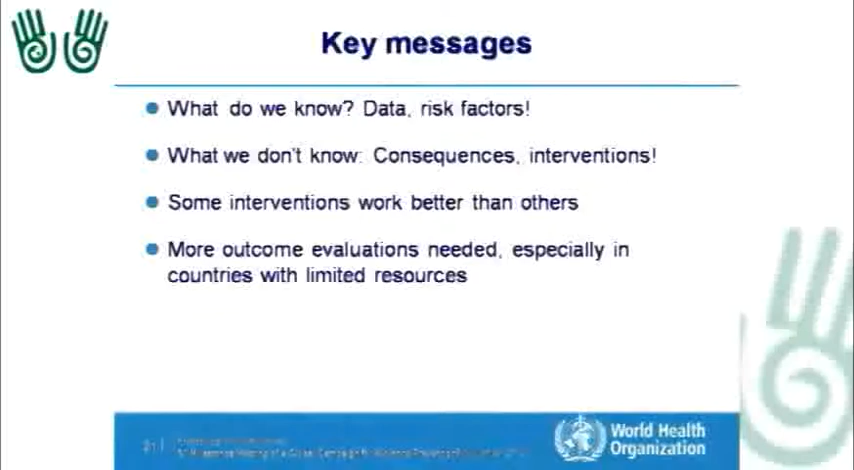 Key messages
What do we know? Data, risk factors!
What we don't know: Consequences, interventions!
Some interventions work better than others
More outcome evaluations needed, especially in
countries with limited resources
World Health
Organization